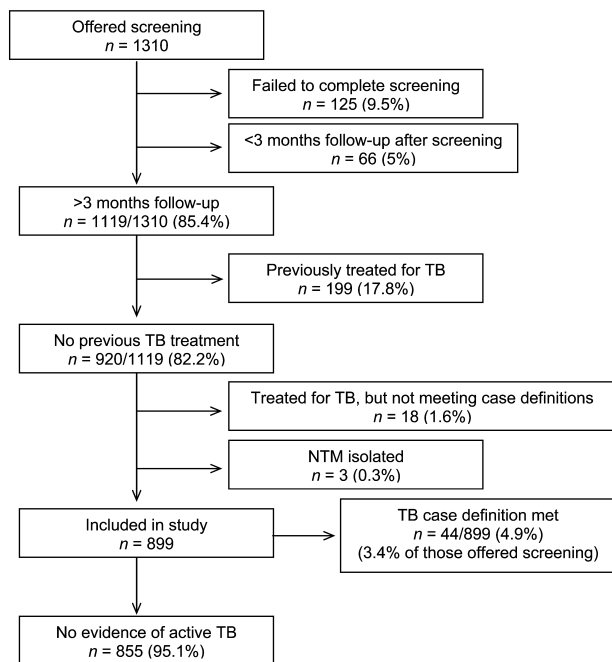 Offered screening
n = 1310
Failed to complete screening
n = 125 (9.5%)
<3 months follow-up after screening
n = 66 (5%)
>3 months follow-up
n = 1119/1310 (85.4%)
Previously treated for TB
n = 199 (17.8%)
No previous TB treatment
n = 920/1119 (82.2%)
Treated for TB, but not meeting case definitions
n = 18 (1.6%)
NTM isolated
n = 3 (0.3%)
Included in study
n = 899
TB case definition met
n = 44/899 (4.9%)
(3.4% of those offered screening)
No evidence of active TB
n = 855 (95.1%)